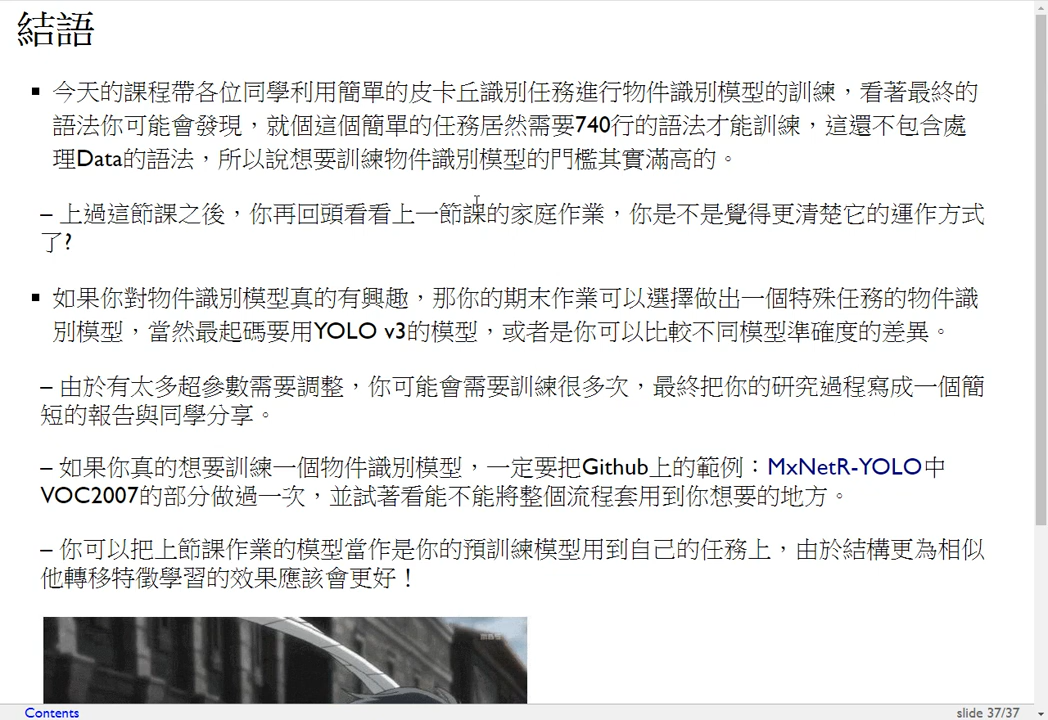 結語
▪ 今天的課程帶各位同學利用簡單的皮卡丘識別任務進行物件識別模型的訓練，看著最終的
語法你可能會發現，就個這個簡單的任務居然需要740行的語法才能訓練，這還不包含處
理Data的語法，所以說想要訓練物件識別模型的門檻其實滿高的。
– 上過這節課之後，你再回頭看看上一節課的家庭作業，你是不是覺得更清楚它的運作方式
了?
▪ 如果你對物件識別模型真的有興趣，那你的期末作業可以選擇做出一個特殊任務的物件識
別模型，當然最起碼要用YOLO v3的模型，或者是你可以比較不同模型準確度的差異。
– 由於有太多超參數需要調整，你可能會需要訓練很多次，最終把你的研究過程寫成一個簡
短的報告與同學分享。
– 如果你真的想要訓練一個物件識別模型，一定要把Github上的範例：MxNetR-YOLO中
VOC2007的部分做過一次，並試著看能不能將整個流程套用到你想要的地方。
– 你可以把上節課作業的模型當作是你的預訓練模型用到自己的任務上，由於結構更為相似
他轉移特徵學習的效果應該會更好！
Contents
slide 37/37